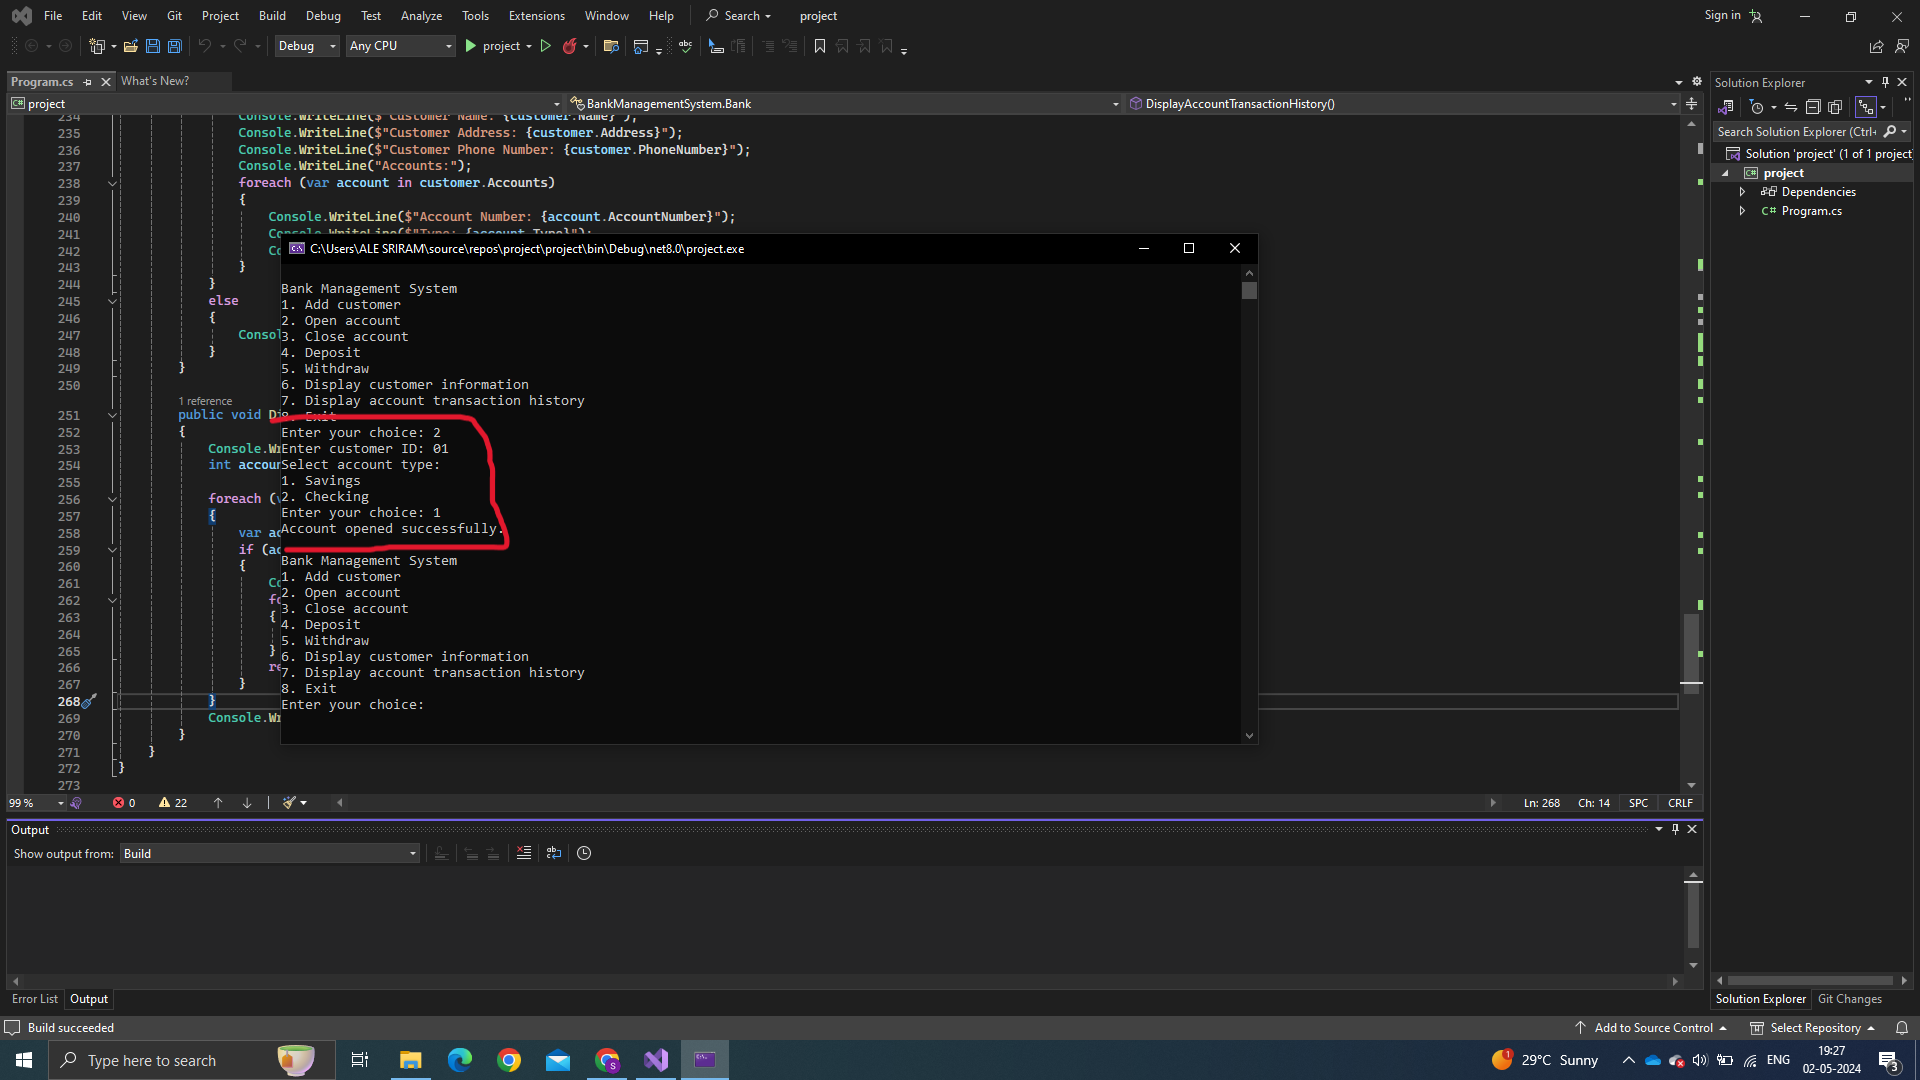 File Edit View Git Project Build Debug Test Analyze Tools Extensions Window Help Search project Sign in
Debug Any CPU project
Program.cs What's New?
project BankManagementSystem.Bank DisplayAccountTransactionHistory()
234 Console.WriteLine($"Customer Name: {customer.Name}");
235 Console.WriteLine($"Customer Address: {customer.Address}");
236 Console.WriteLine($"Customer Phone Number: {customer.PhoneNumber}");
237 Console.WriteLine("Accounts:");
238 foreach (var account in customer.Accounts)
239 {
240 Console.WriteLine($"Account Number: {account.AccountNumber}");
241 Console.WriteLine($"Type: {account.Type}");
242 Co
243 }
244 }
245 else
246 {
247 Consol
248 }
249 }
250
1 reference
251 public void Di
252 {
253 Console.Wr
254 int accoun
255
256 foreach (v
257 {
258 var ac
259 if (ac
260 {
261 Co
262 fo
263 {
264
265 }
266 re
267 }
268 }
269 Console.Wr
270 }
271 }
272 }
273
C:\Users\ALE SRIRAM\source\repos\project\project\bin\Debug\net8.0\project.exe
Bank Management System
1. Add customer
2. Open account
3. Close account
4. Deposit
5. Withdraw
6. Display customer information
7. Display account transaction history
8. Exit
Enter your choice: 2
Enter customer ID: 01
Select account type:
1. Savings
2. Checking
Enter your choice: 1
Account opened successfully.
Bank Management System
1. Add customer
2. Open account
3. Close account
4. Deposit
5. Withdraw
6. Display customer information
7. Display account transaction history
8. Exit
Enter your choice:
99 % 0 22 Ln: 268 Ch: 14 SPC CRLF
Output
Show output from: Build
Error List Output
Solution Explorer
Search Solution Explorer (Ctrl+
Solution 'project' (1 of 1 project
project
Dependencies
C# Program.cs
Solution Explorer Git Changes
Build succeeded Add to Source Control Select Repository
Type here to search 29°C Sunny ENG 19:27
02-05-2024 3